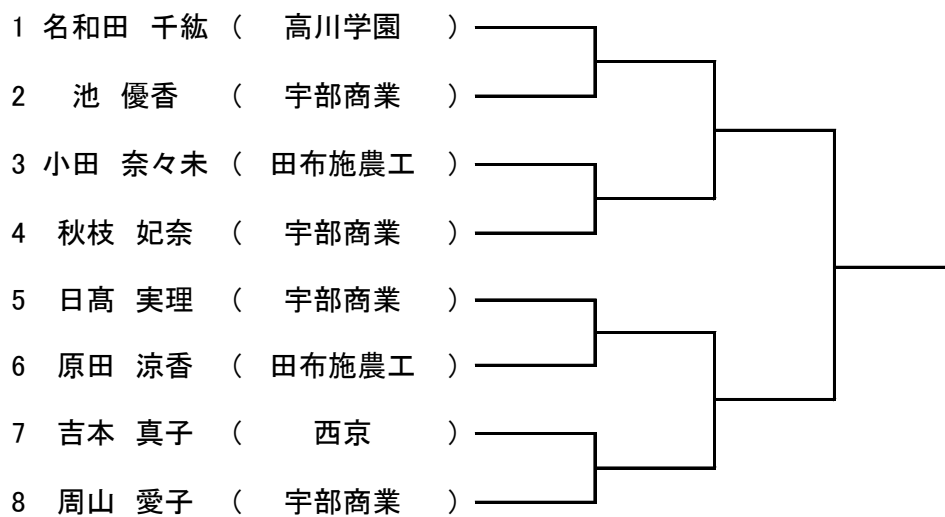 1 名和田 千紘 ( 高川学園 )
2 池 優香 ( 宇部商業 )
3 小田 奈々未 ( 田布施農工 )
4 秋枝 妃奈 ( 宇部商業 )
5 日髙 実理 ( 宇部商業 )
6 原田 涼香 ( 田布施農工 )
7 吉本 真子 ( 西京 )
8 周山 愛子 ( 宇部商業 )